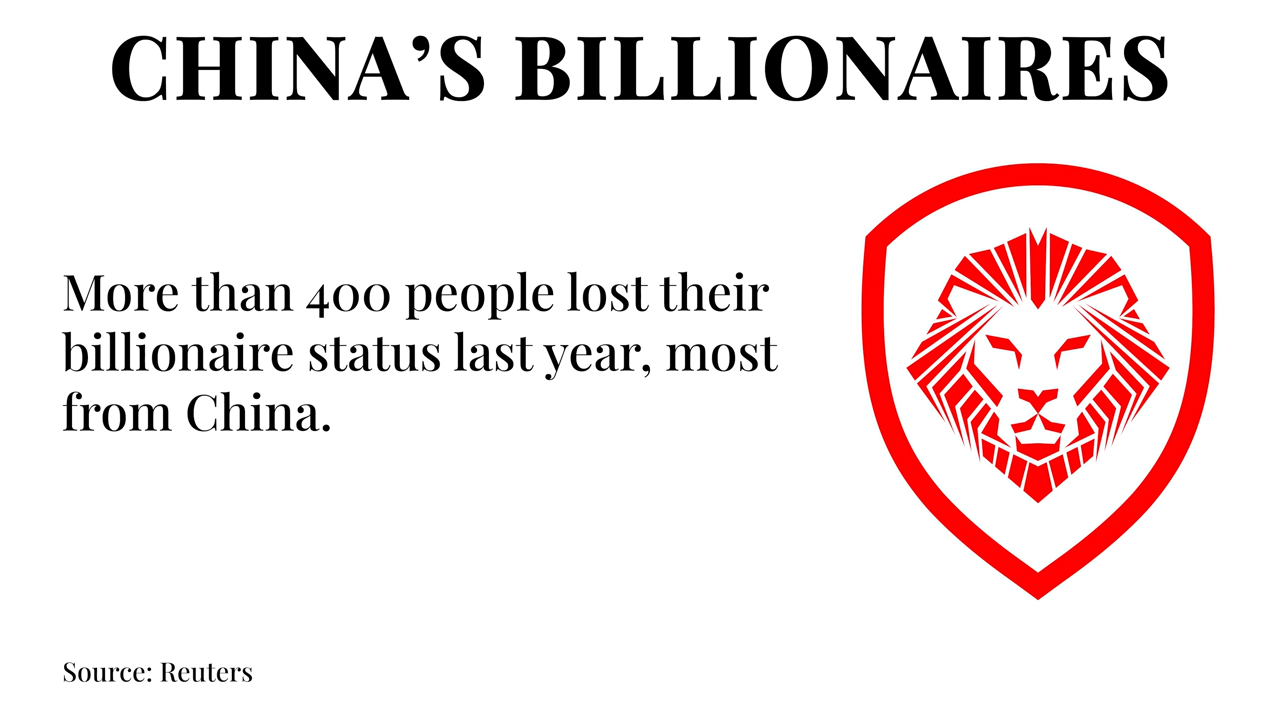 CHINA’S BILLIONAIRES
More than 400 people lost their
billionaire status last year, most
from China.
Source: Reuters